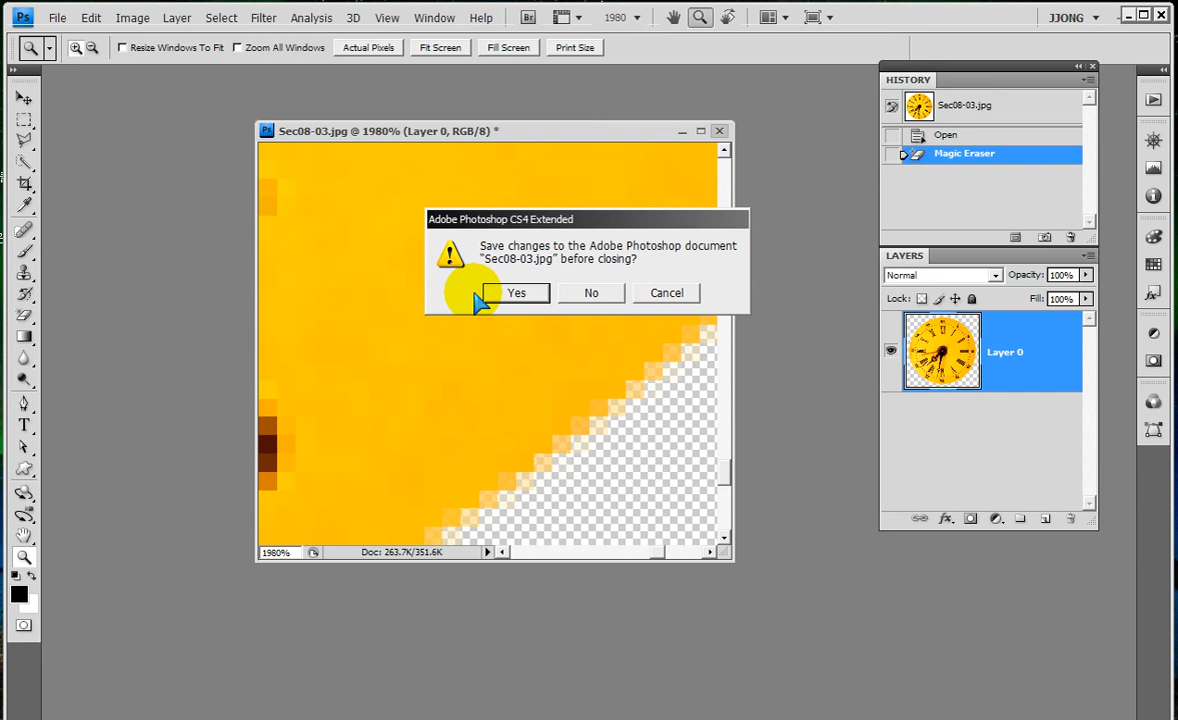 Ps File Edit Image Layer Select Filter Analysis 3D View Window Help Br 1980 JJONG
Resize Windows To Fit Zoom All Windows Actual Pixels Fit Screen Fill Screen Print Size
HISTORY
Sec08-03.jpg
Open
Magic Eraser
Ps Sec08-03.jpg @ 1980% (Layer 0, RGB/8) *
Adobe Photoshop CS4 Extended
Save changes to the Adobe Photoshop document
"Sec08-03.jpg" before closing?
Yes No Cancel
LAYERS
Normal Opacity: 100%
Lock: Fill: 100%
Layer 0
1980% Doc: 263.7K/351.6K